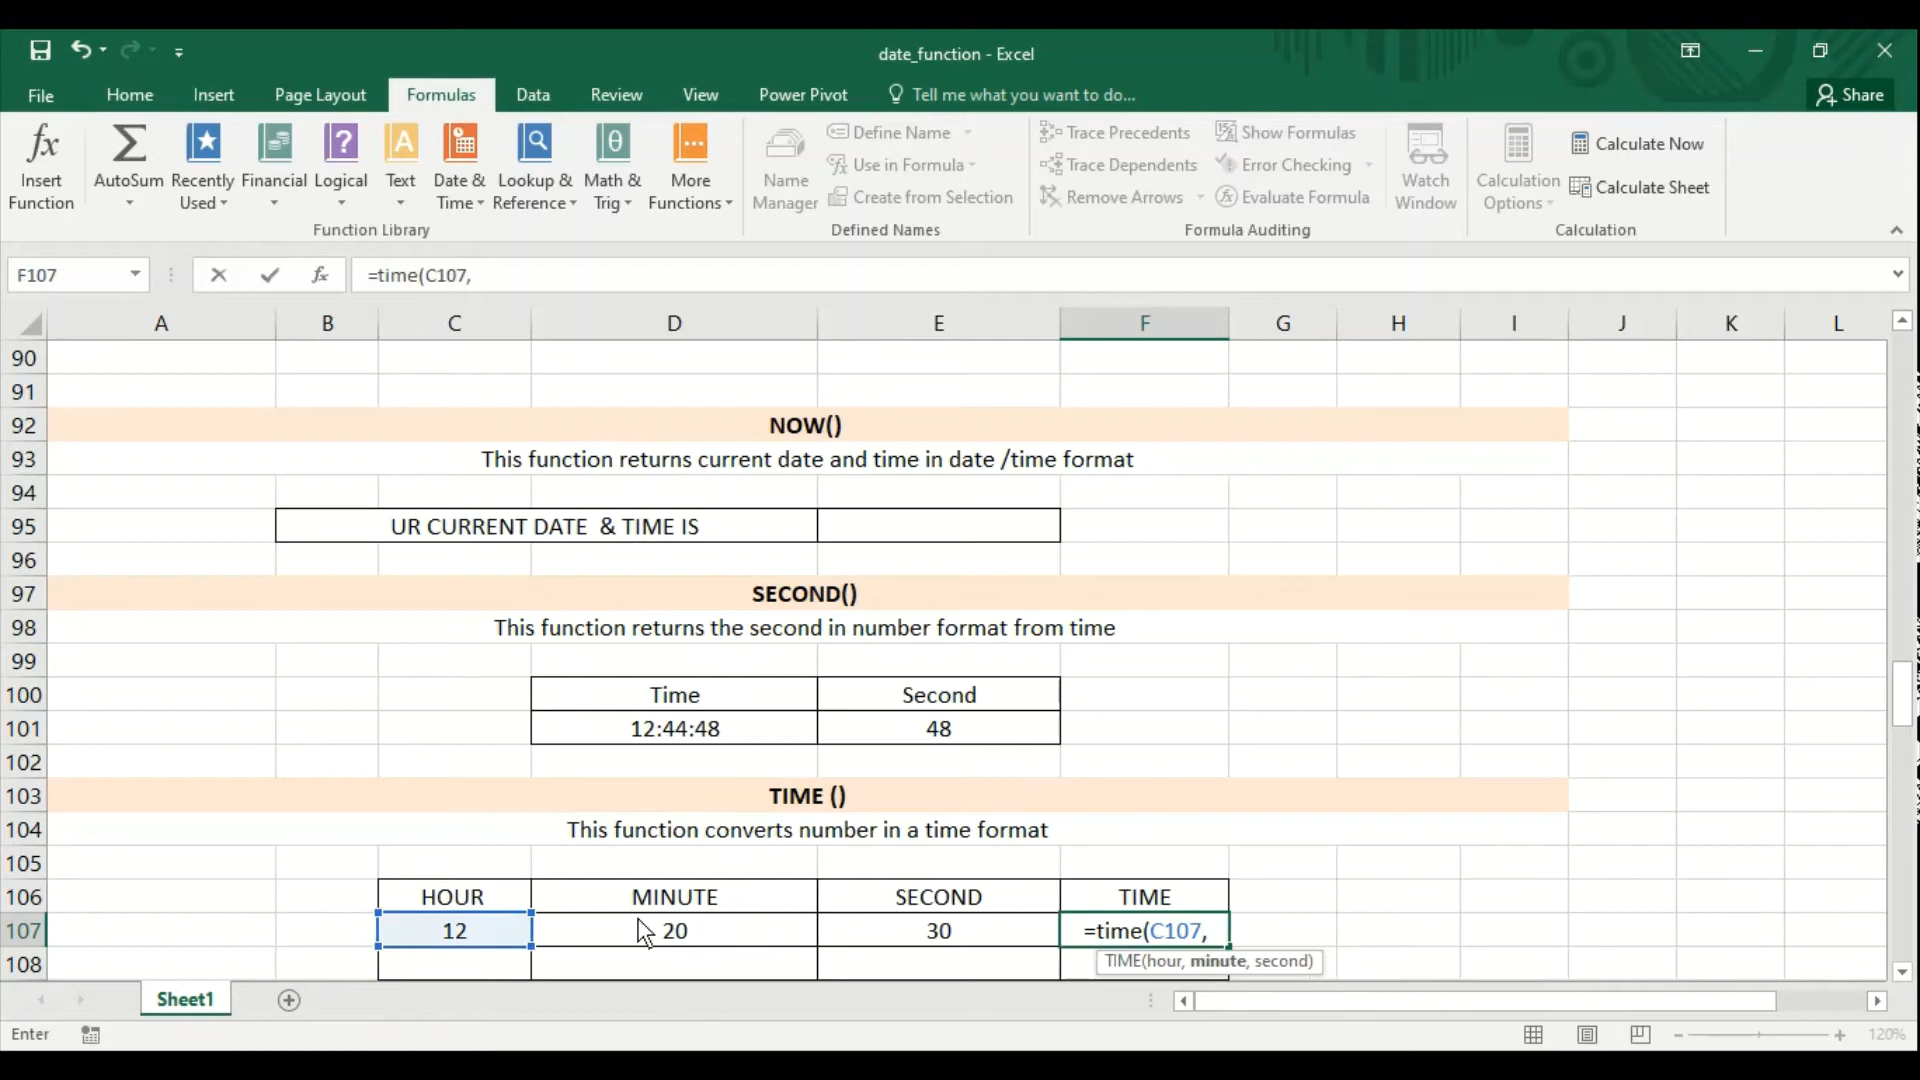 date_function - Excel
File Home Insert Page Layout Formulas Data Review View Power Pivot Tell me what you want to do... Share
Insert Function
AutoSum
Recently Used
Financial
Logical
Text
Date & Time
Lookup & Reference
Math & Trig
More Functions
Function Library
Name Manager
Define Name
Use in Formula
Create from Selection
Defined Names
Trace Precedents
Trace Dependents
Remove Arrows
Show Formulas
Error Checking
Evaluate Formula
Formula Auditing
Watch Window
Calculation Options
Calculate Now
Calculate Sheet
Calculation
F107 fx =time(C107,
A B C D E F G H I J K L
90
91
92 NOW()
93 This function returns current date and time in date /time format
94
95 UR CURRENT DATE & TIME IS
96
97 SECOND()
98 This function returns the second in number format from time
99
100 Time Second
101 12:44:48 48
102
103 TIME ()
104 This function converts number in a time format
105
106 HOUR MINUTE SECOND TIME
107 12 20 30 =time(C107,
108 TIME(hour, minute, second)
Sheet1
Enter 120%